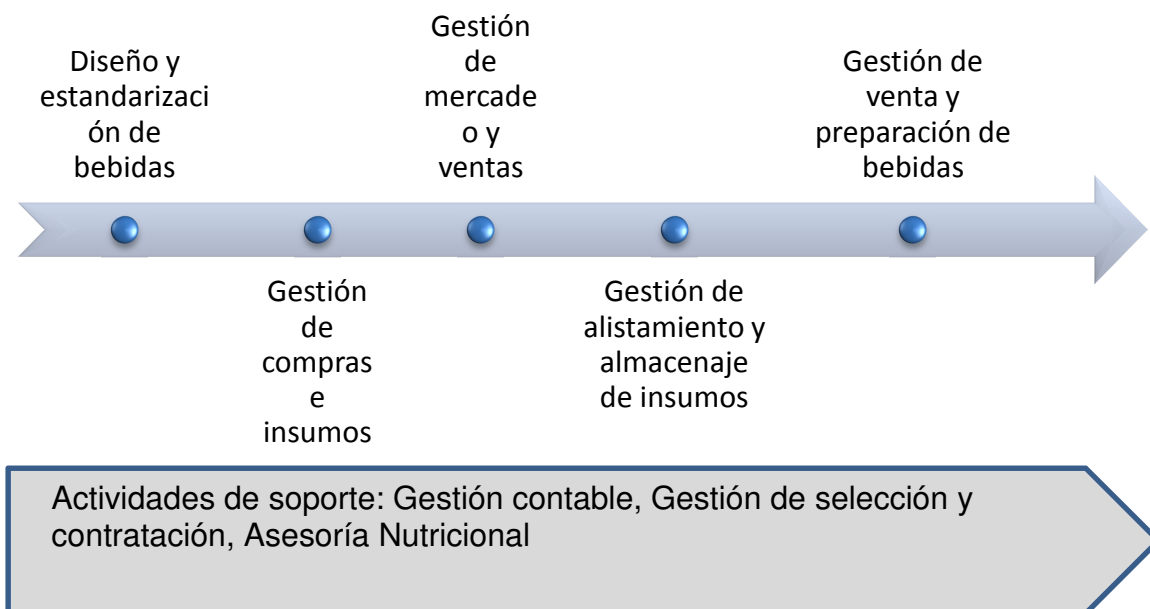 Diseño y
estandarizaci
ón de
bebidas
Gestión
de
compras
e
insumos
Gestión
de
mercade
o y
ventas
Gestión de
alistamiento y
almacenaje
de insumos
Gestión de
venta y
preparación de
bebidas
Actividades de soporte: Gestión contable, Gestión de selección y
contratación, Asesoría Nutricional